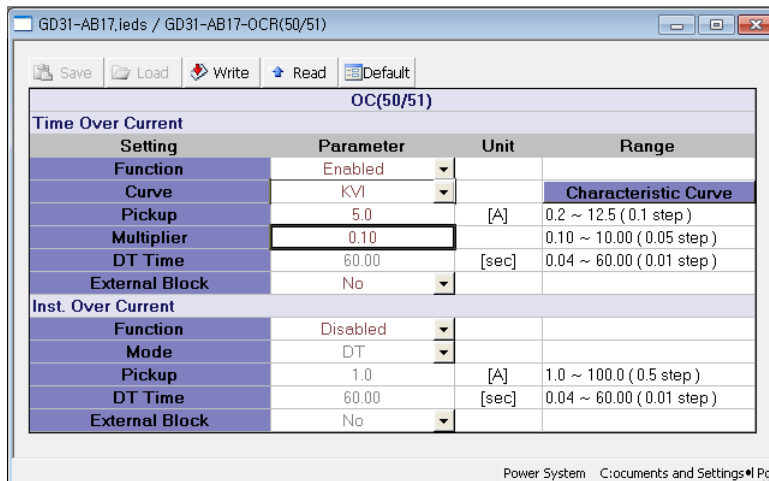 GD31-AB17.ieds / GD31-AB17-OCR(50/51)
Save Load Write Read Default
OC(50/51)
Time Over Current
Setting Parameter Unit Range
Function Enabled
Curve KVI Characteristic Curve
Pickup 5.0 [A] 0.2 ~ 12.5 ( 0.1 step )
Multiplier 0.10 0.10 ~ 10.00 ( 0.05 step )
DT Time 60.00 [sec] 0.04 ~ 60.00 ( 0.01 step )
External Block No
Inst. Over Current
Function Disabled
Mode DT
Pickup 1.0 [A] 1.0 ~ 100.0 ( 0.5 step )
DT Time 60.00 [sec] 0.04 ~ 60.00 ( 0.01 step )
External Block No
Power System C:ocuments and Settings•l Po